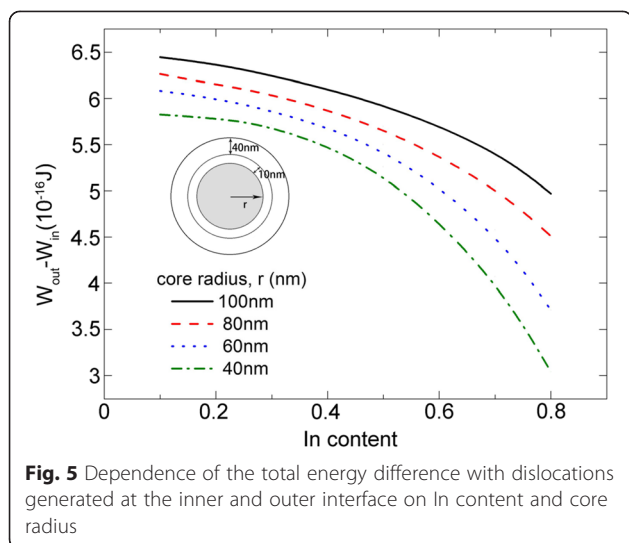 6.5
6
5.5
5
4.5
4
3.5
3
W_out-W_in(10^-16J)
40nm
10nm
r
core radius, r (nm)
100nm
80nm
60nm
40nm
0
0.2
0.4
0.6
0.8
In content
Fig. 5 Dependence of the total energy difference with dislocations
generated at the inner and outer interface on In content and core
radius